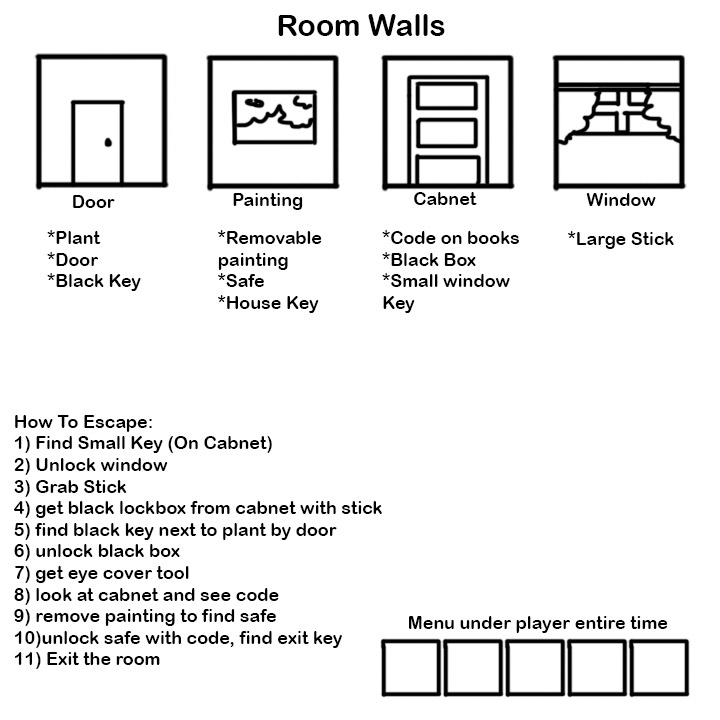 Room Walls
Door
*Plant
*Door
*Black Key
Painting
*Removable
painting
*Safe
*House Key
Cabnet
*Code on books
*Black Box
*Small window
Key
Window
*Large Stick
How To Escape:
1) Find Small Key (On Cabnet)
2) Unlock window
3) Grab Stick
4) get black lockbox from cabnet with stick
5) find black key next to plant by door
6) unlock black box
7) get eye cover tool
8) look at cabnet and see code
9) remove painting to find safe
10)unlock safe with code, find exit key
11) Exit the room
Menu under player entire time